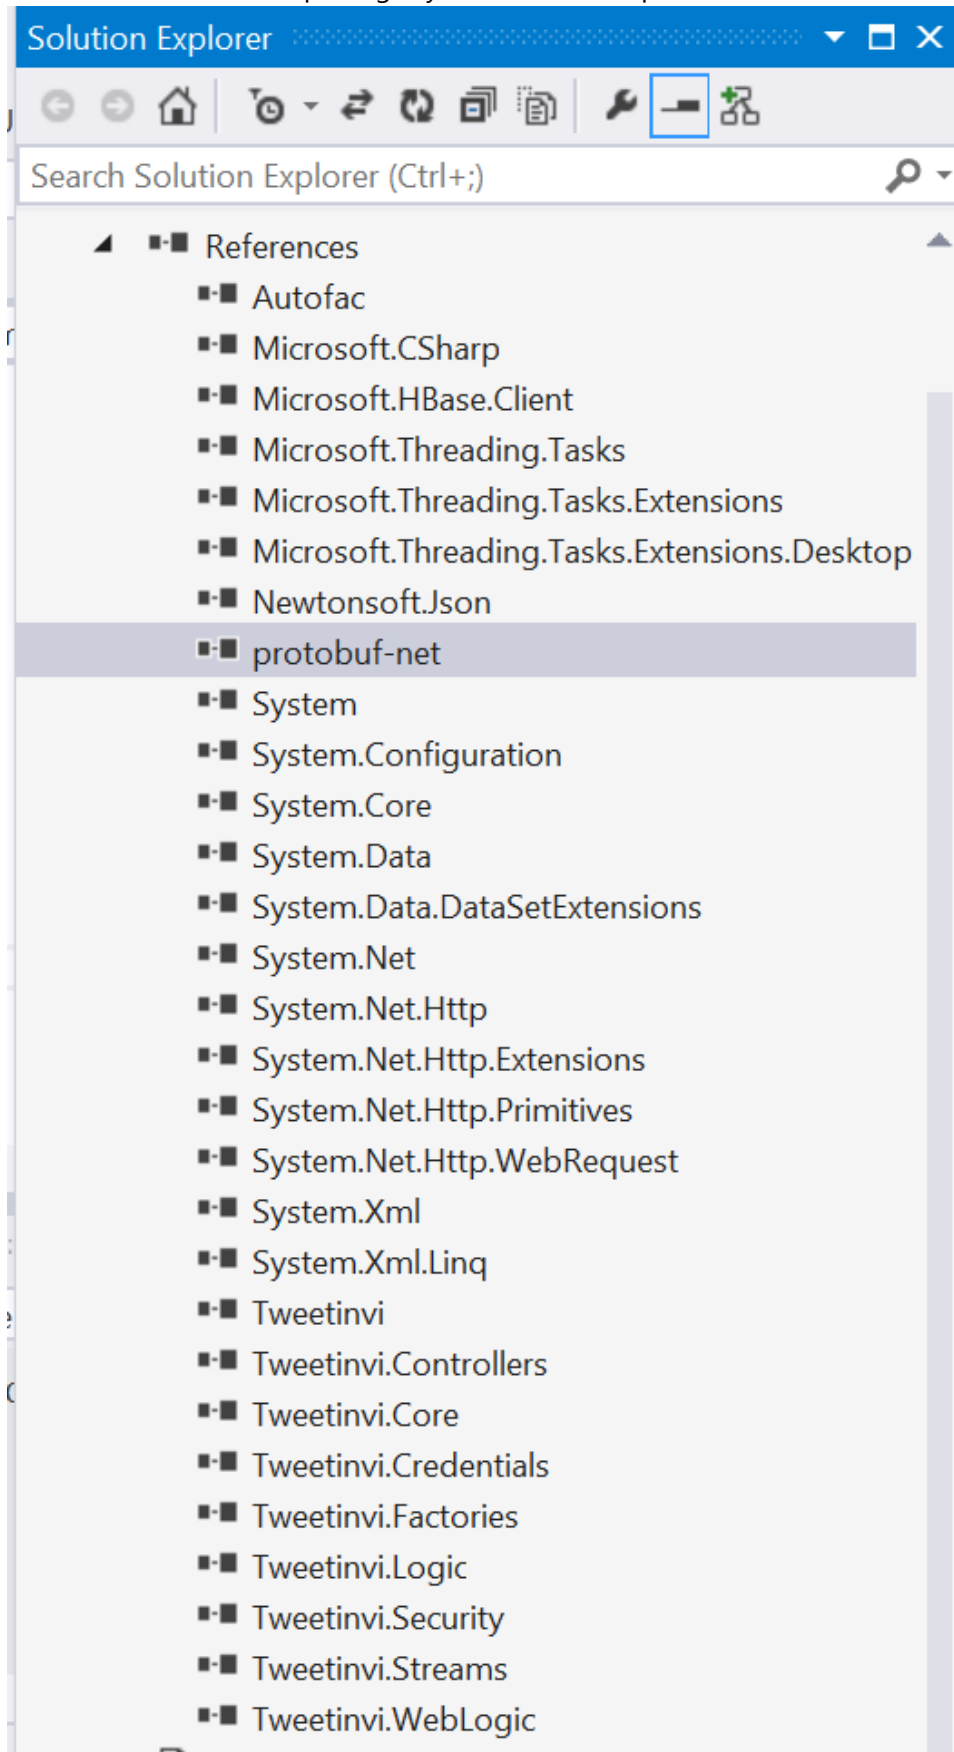 Solution Explorer
Search Solution Explorer (Ctrl+;)
References
Autofac
Microsoft.CSharp
Microsoft.HBase.Client
Microsoft.Threading.Tasks
Microsoft.Threading.Tasks.Extensions
Microsoft.Threading.Tasks.Extensions.Desktop
Newtonsoft.Json
protobuf-net
System
System.Configuration
System.Core
System.Data
System.Data.DataSetExtensions
System.Net
System.Net.Http
System.Net.Http.Extensions
System.Net.Http.Primitives
System.Net.Http.WebRequest
System.Xml
System.Xml.Linq
Tweetinvi
Tweetinvi.Controllers
Tweetinvi.Core
Tweetinvi.Credentials
Tweetinvi.Factories
Tweetinvi.Logic
Tweetinvi.Security
Tweetinvi.Streams
Tweetinvi.WebLogic